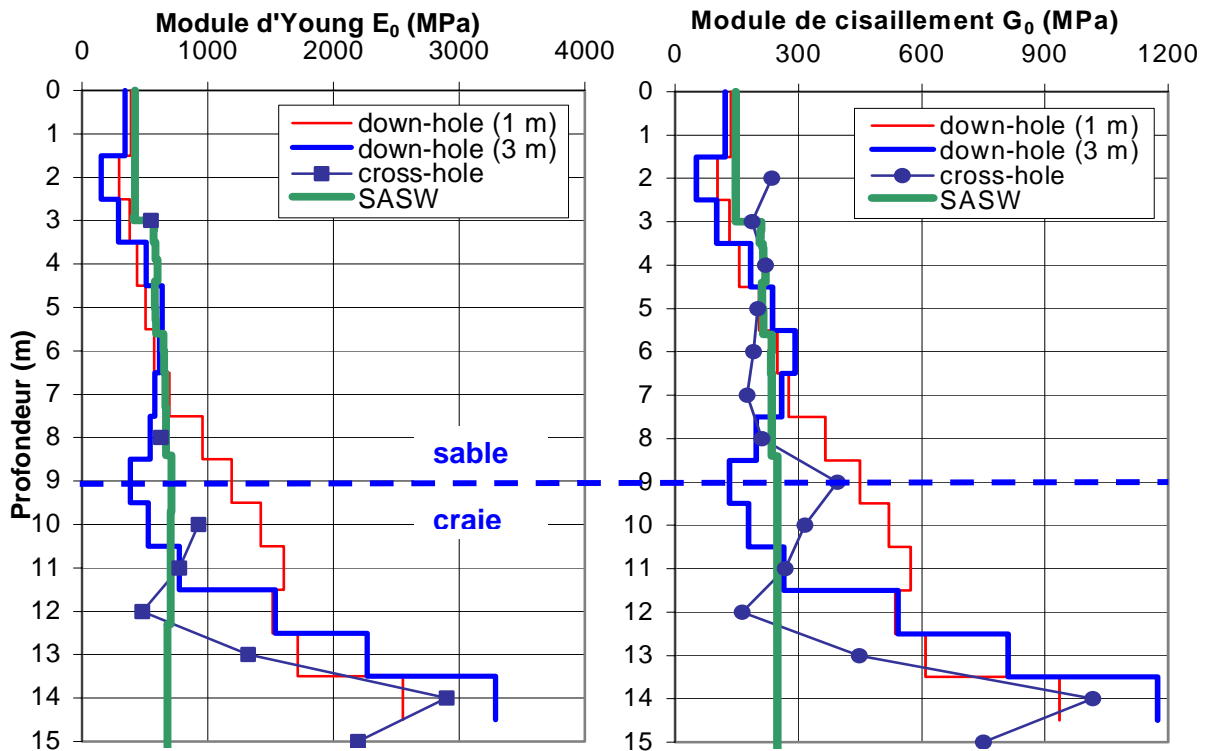 Module d'Young E0 (MPa)
0 1000 2000 3000 4000
0
1
2
3
4
5
6
7
8
9
10
11
12
13
14
15
Profondeur (m)
down-hole (1 m)
down-hole (3 m)
cross-hole
SASW
sable
craie
Module de cisaillement G0 (MPa)
0 300 600 900 1200
0
1
2
3
4
5
6
7
8
9
10
11
12
13
14
15
down-hole (1 m)
down-hole (3 m)
cross-hole
SASW